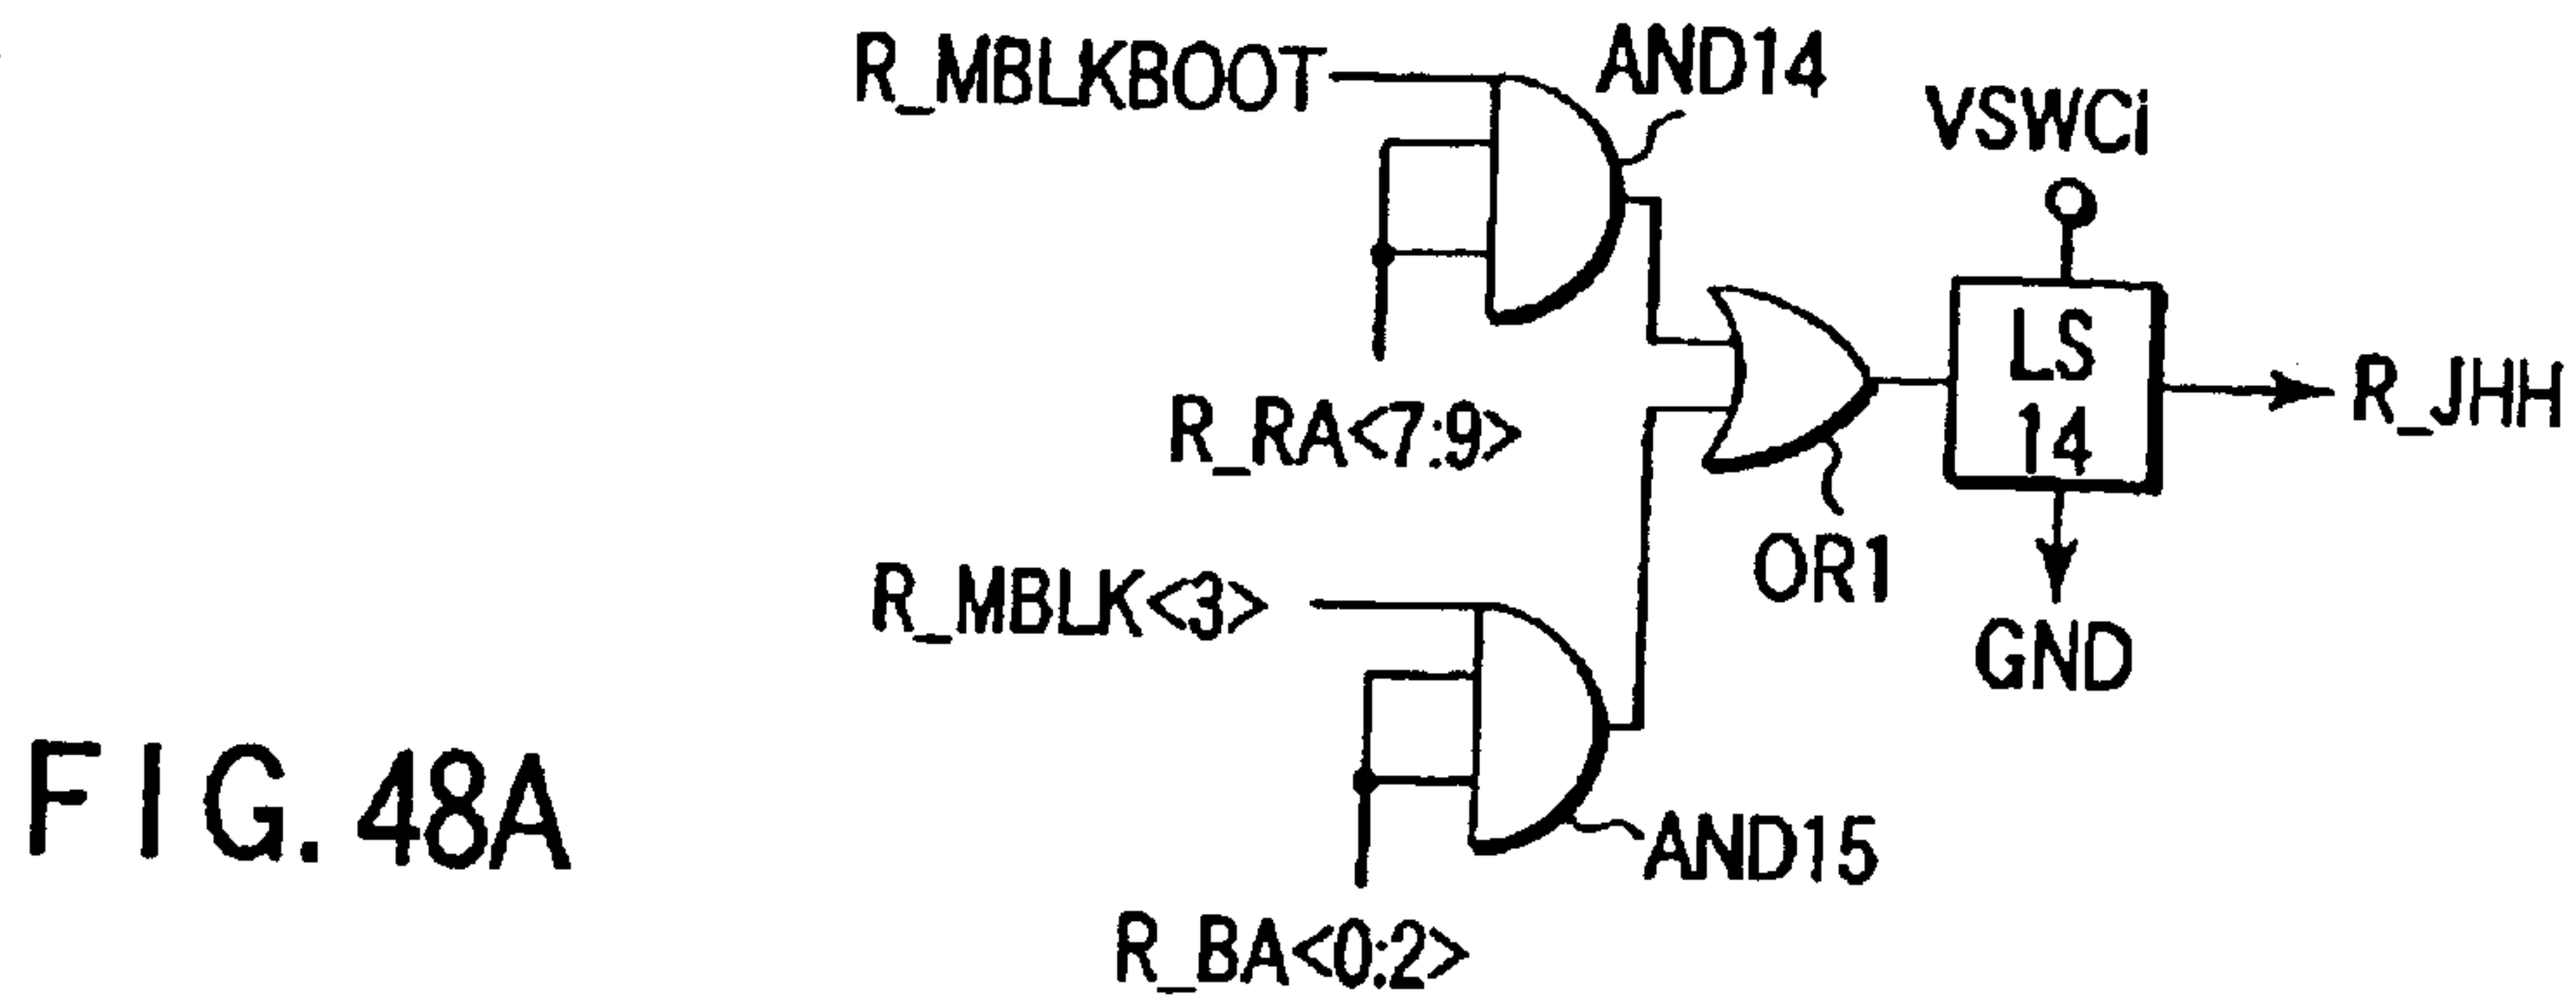 R_MBLKBOOT
AND14
VSWCi
R_RA<7:9>
LS
14
R_JHH
OR1
GND
R_MBLK<3>
AND15
R_BA<0:2>
FIG. 48A